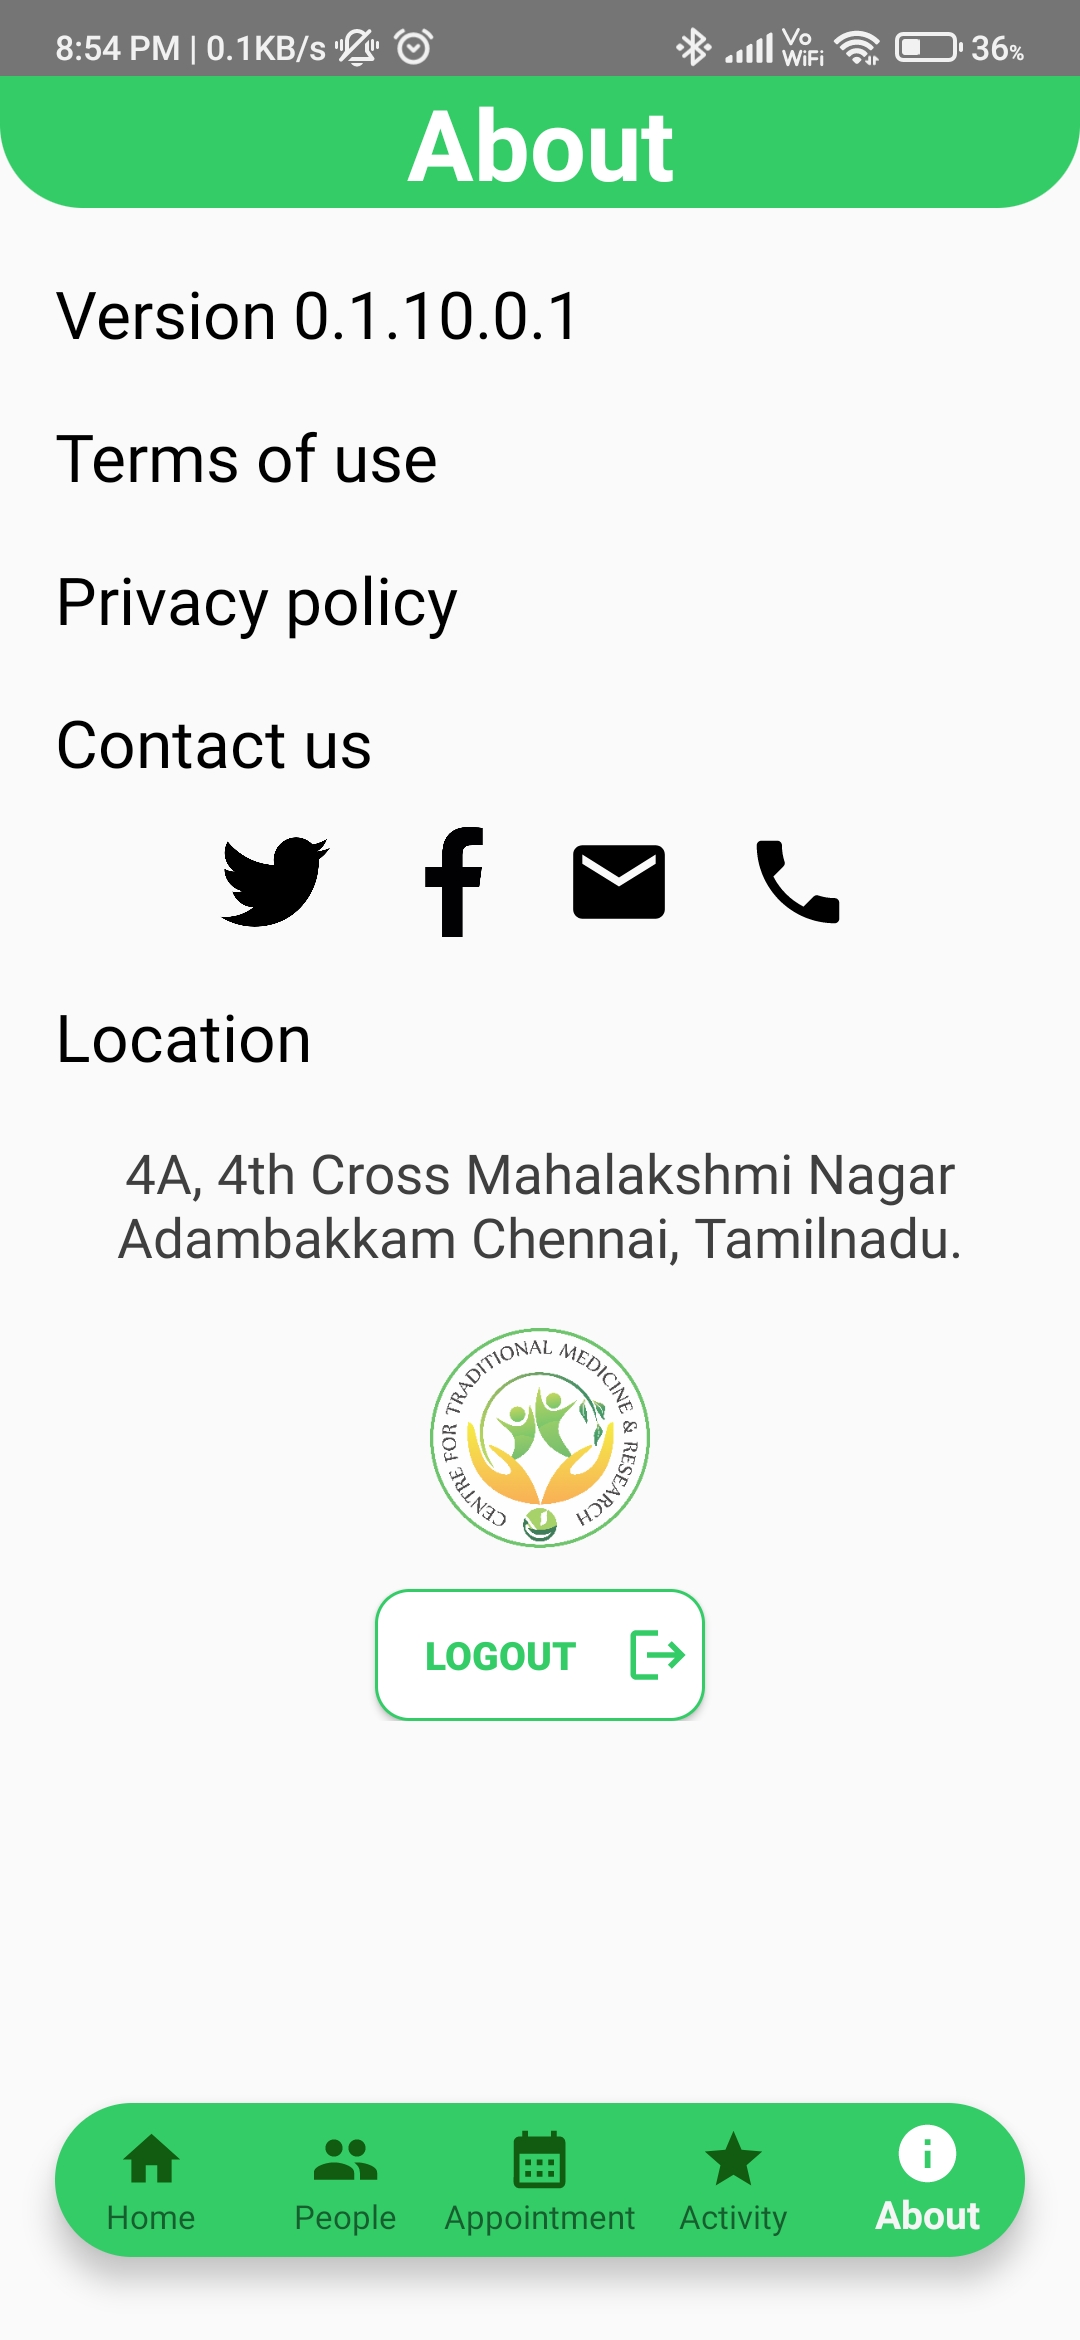 8:54 PM | 0.1KB/s
Vo WiFi
36%
About
Version 0.1.10.0.1
Terms of use
Privacy policy
Contact us
Location
4A, 4th Cross Mahalakshmi Nagar
Adambakkam Chennai, Tamilnadu.
CENTRE FOR TRADITIONAL MEDICINE & RESEARCH
LOGOUT
Home
People
Appointment
Activity
About